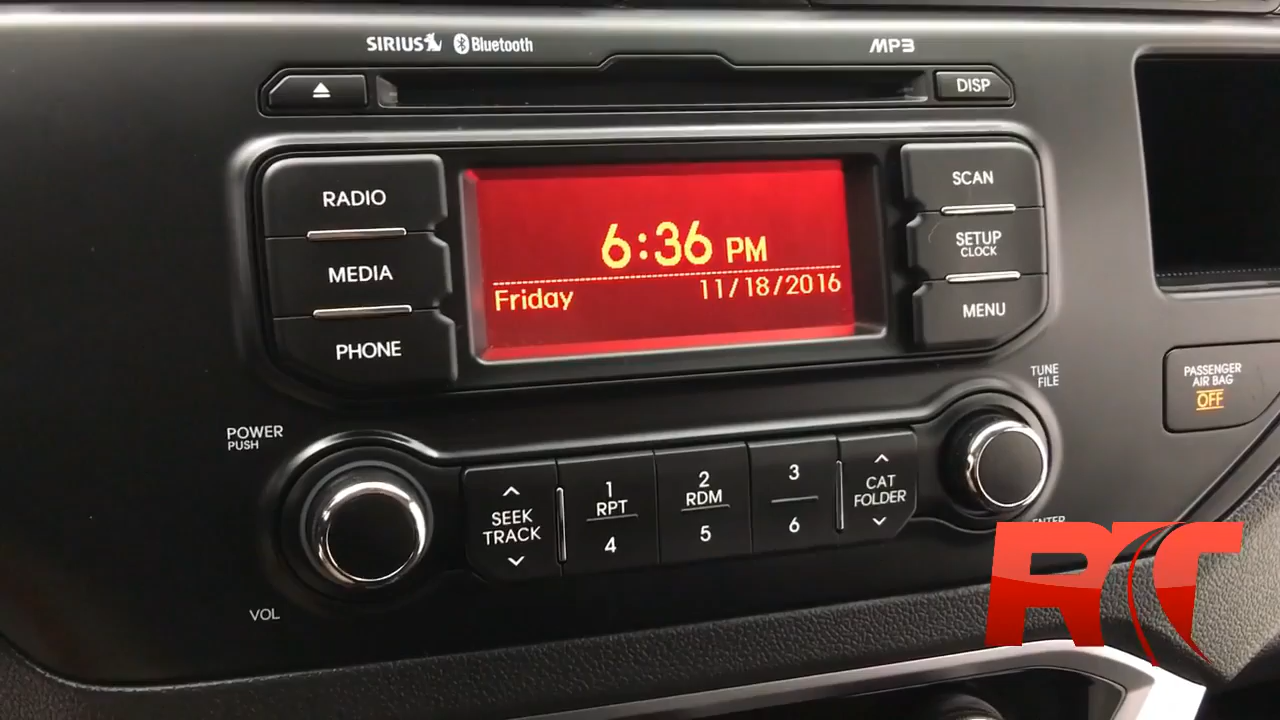 SIRIUS Bluetooth
MP3
DISP
RADIO
MEDIA
PHONE
6:36 PM
Friday 11/18/2016
SCAN
SETUP
CLOCK
MENU
PASSENGER
AIR BAG
OFF
TUNE
FILE
POWER
PUSH
VOL
SEEK
TRACK
1
RPT
4
2
RDM
5
3
6
CAT
FOLDER
ENTER
RT